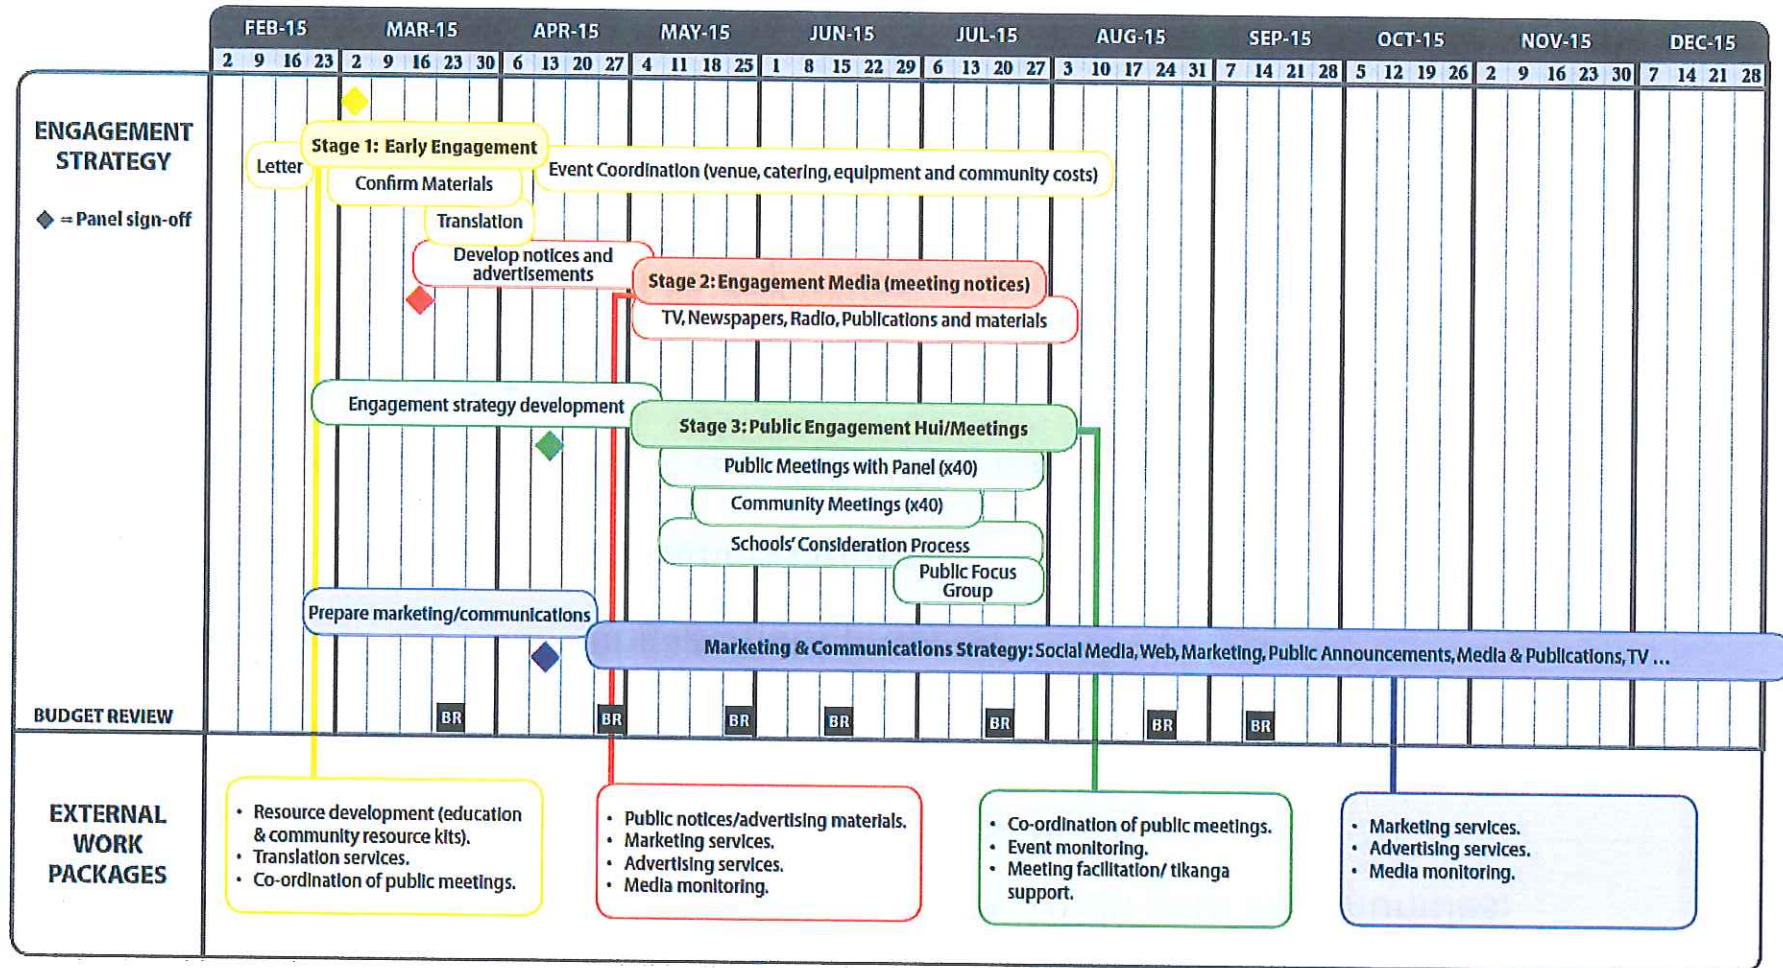 FEB-15 MAR-15 APR-15 MAY-15 JUN-15 JUL-15 AUG-15 SEP-15 OCT-15 NOV-15 DEC-15
2 9 16 23 2 9 16 23 30 6 13 20 27 4 11 18 25 1 8 15 22 29 6 13 20 27 3 10 17 24 31 7 14 21 28 5 12 19 26 2 9 16 23 30 7 14 21 28
ENGAGEMENT
STRATEGY
= Panel sign-off
Stage 1: Early Engagement
Letter
Event Coordination (venue, catering, equipment and community costs)
Confirm Materials
Translation
Develop notices and
advertisements
Stage 2: Engagement Media (meeting notices)
TV, Newspapers, Radio, Publications and materials
Engagement strategy development
Stage 3: Public Engagement Hui/Meetings
Public Meetings with Panel (x40)
Community Meetings (x40)
Schools' Consideration Process
Public Focus
Group
Prepare marketing/communications
Marketing & Communications Strategy: Social Media, Web, Marketing, Public Announcements, Media & Publications, TV ...
BUDGET REVIEW
BR BR BR BR BR BR BR
EXTERNAL
WORK
PACKAGES
• Resource development (education
& community resource kits).
• Translation services.
• Co-ordination of public meetings.
• Public notices/advertising materials.
• Marketing services.
• Advertising services.
• Media monitoring.
• Co-ordination of public meetings.
• Event monitoring.
• Meeting facilitation/ tikanga
support.
• Marketing services.
• Advertising services.
• Media monitoring.